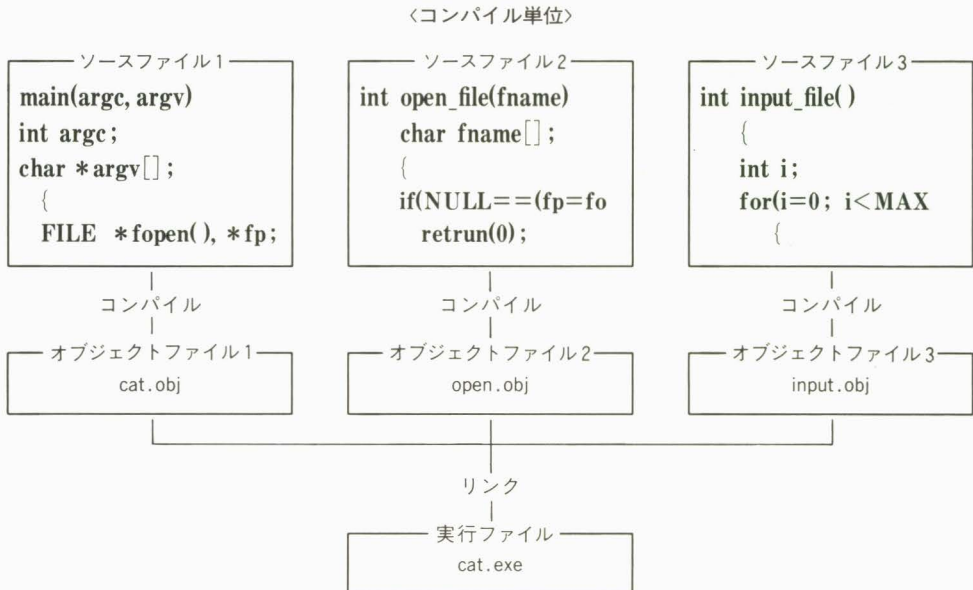 〈コンパイル単位〉
ソースファイル1
main(argc, argv)
int argc;
char *argv[];
{
FILE *fopen( ), *fp;
ソースファイル2
int open_file(fname)
char fname[];
{
if(NULL==(fp=fo
retrun(0);
ソースファイル3
int input_file( )
{
int i;
for(i=0; i<MAX
{
コンパイル
コンパイル
コンパイル
オブジェクトファイル1
cat.obj
オブジェクトファイル2
open.obj
オブジェクトファイル3
input.obj
リンク
実行ファイル
cat.exe